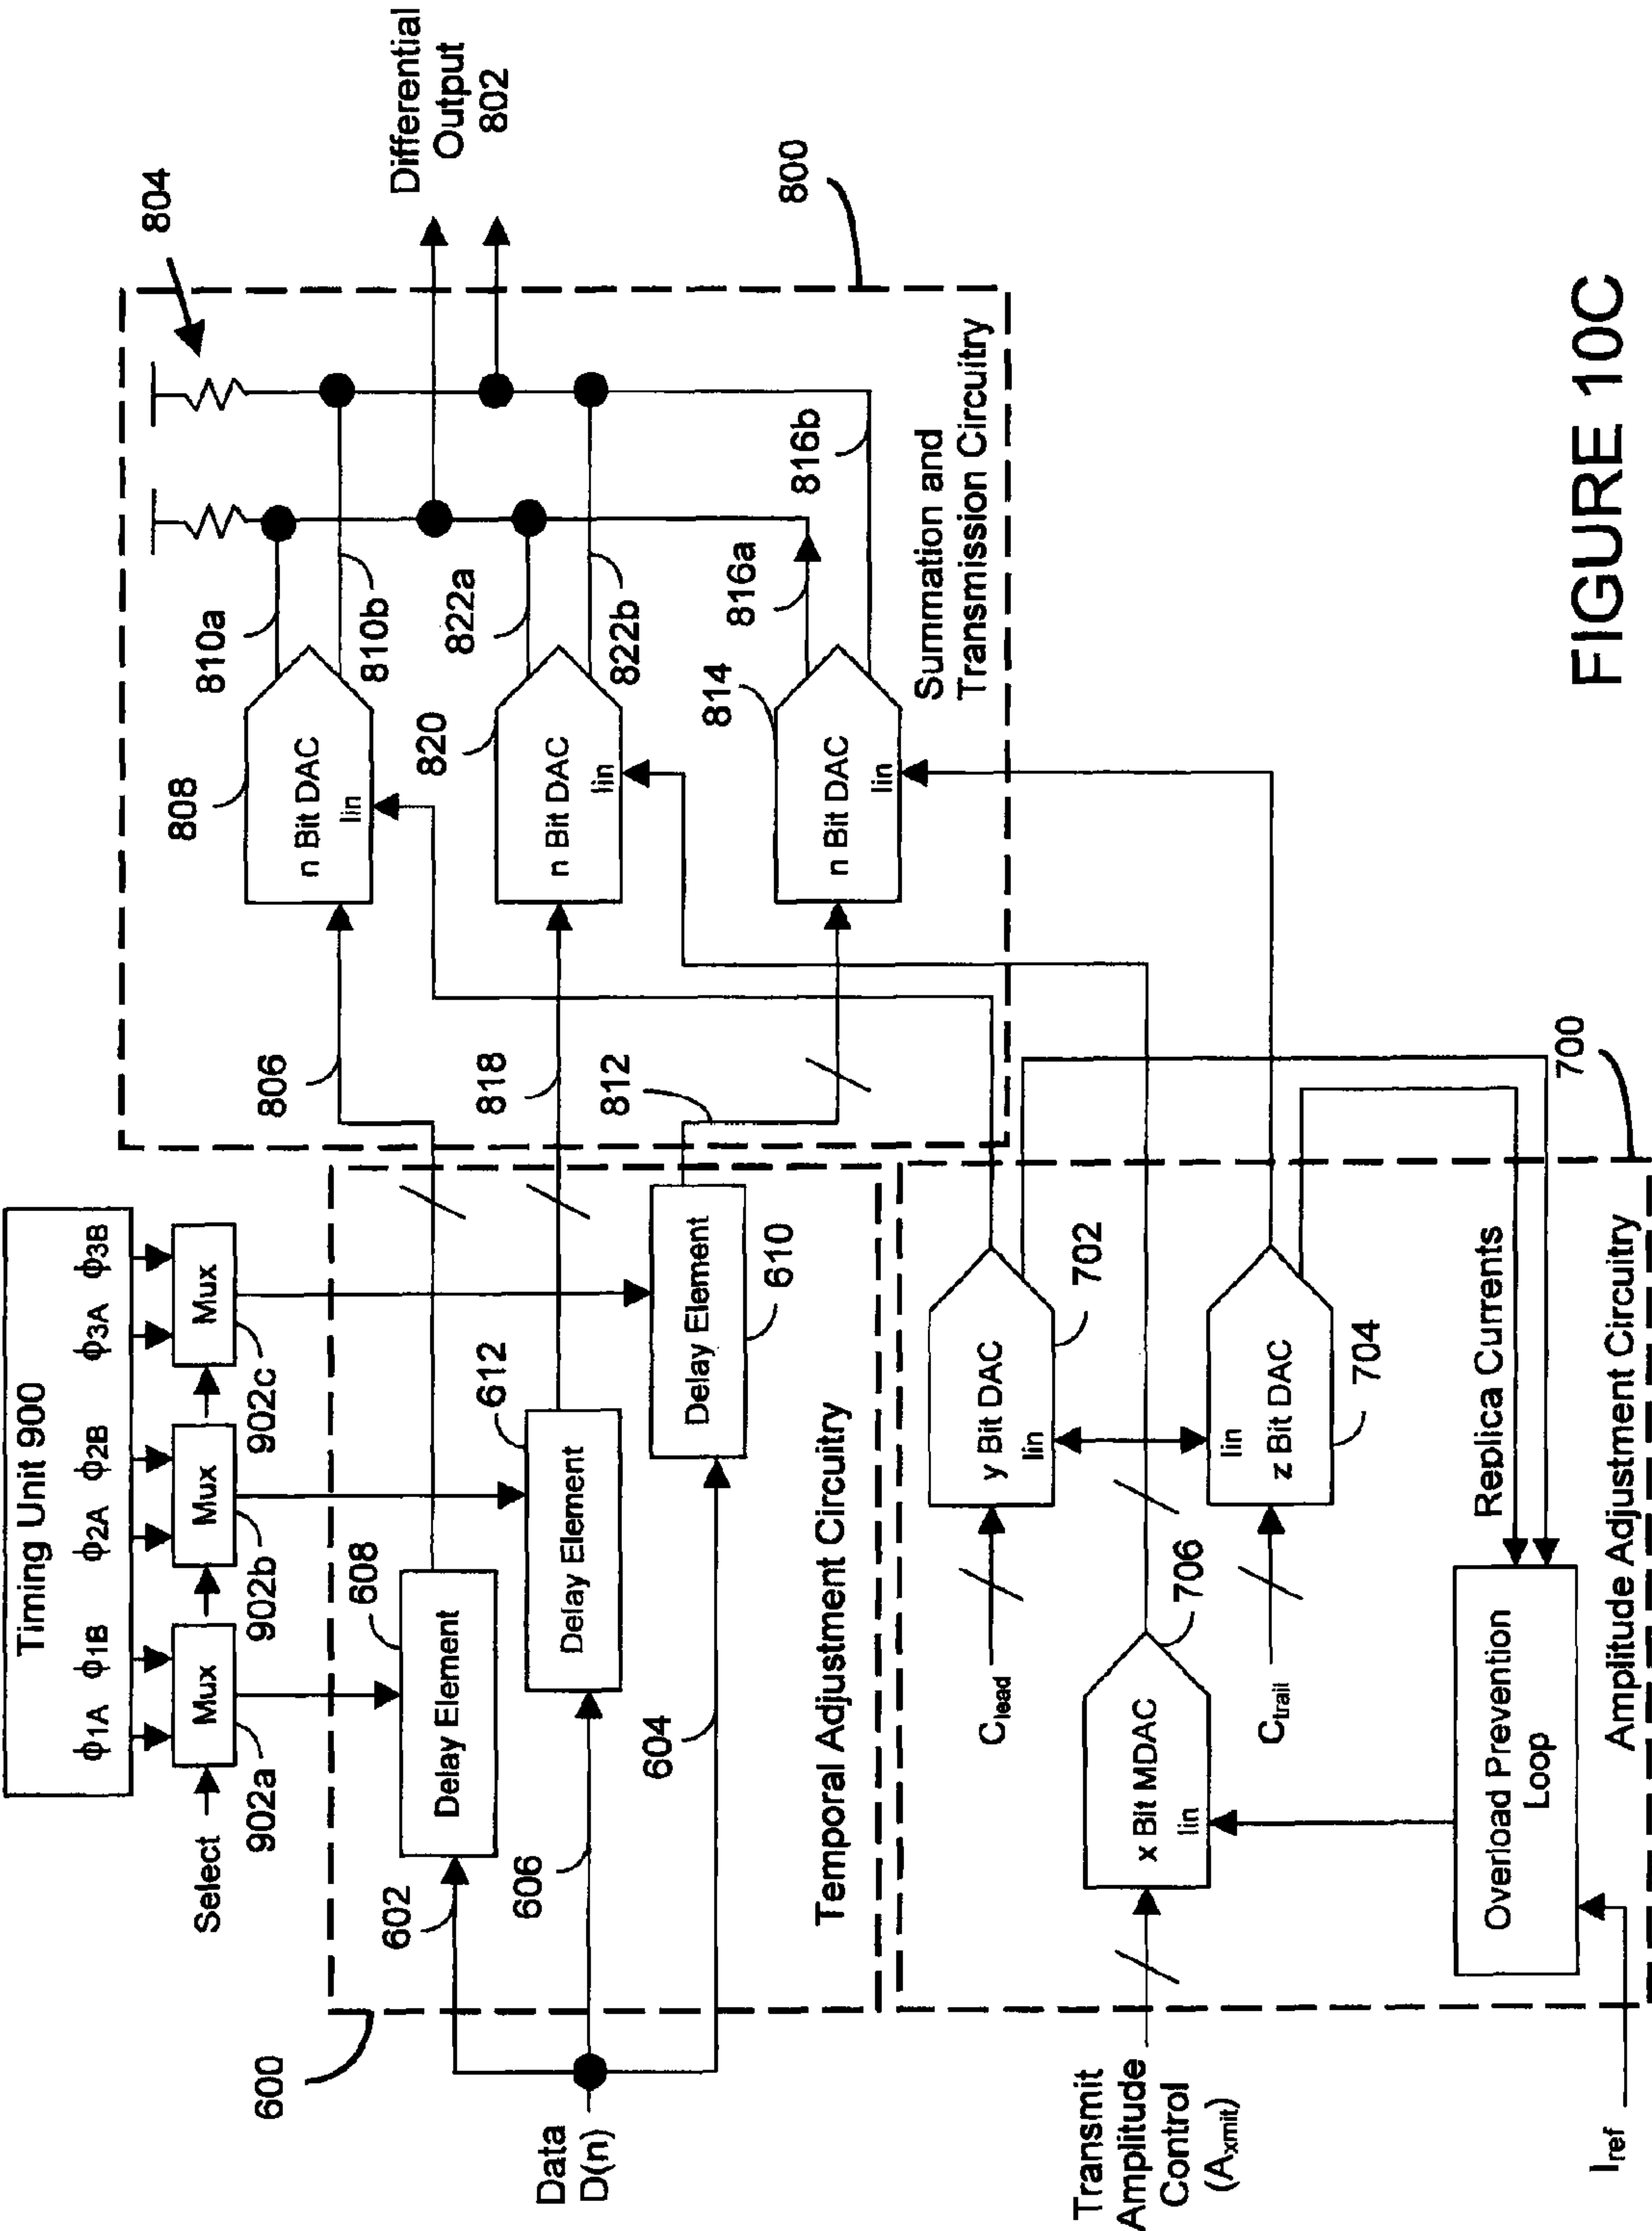 Timing Unit 900
ϕ1A ϕ1B ϕ2A ϕ2B ϕ3A ϕ3B
Select
Mux
Mux
Mux
902a
902b
902c
600
602
606
604
Data
D(n)
608
Delay Element
612
Delay Element
Delay Element
610
Temporal Adjustment Circuitry
806
818
812
804
808
n Bit DAC
Iin
810a
810b
820
n Bit DAC
Iin
822a
822b
814
n Bit DAC
Iin
816a
816b
Summation and
Transmission Circuitry
800
Differential
Output
802
Transmit
Amplitude
Control
(Axmit)
x Bit MDAC
Iin
706
Clead
y Bit DAC
Iin
702
Ctrail
Iin
z Bit DAC
704
Replica Currents
Overload Prevention
Loop
Iref
Amplitude Adjustment Circuitry
700
FIGURE 10C